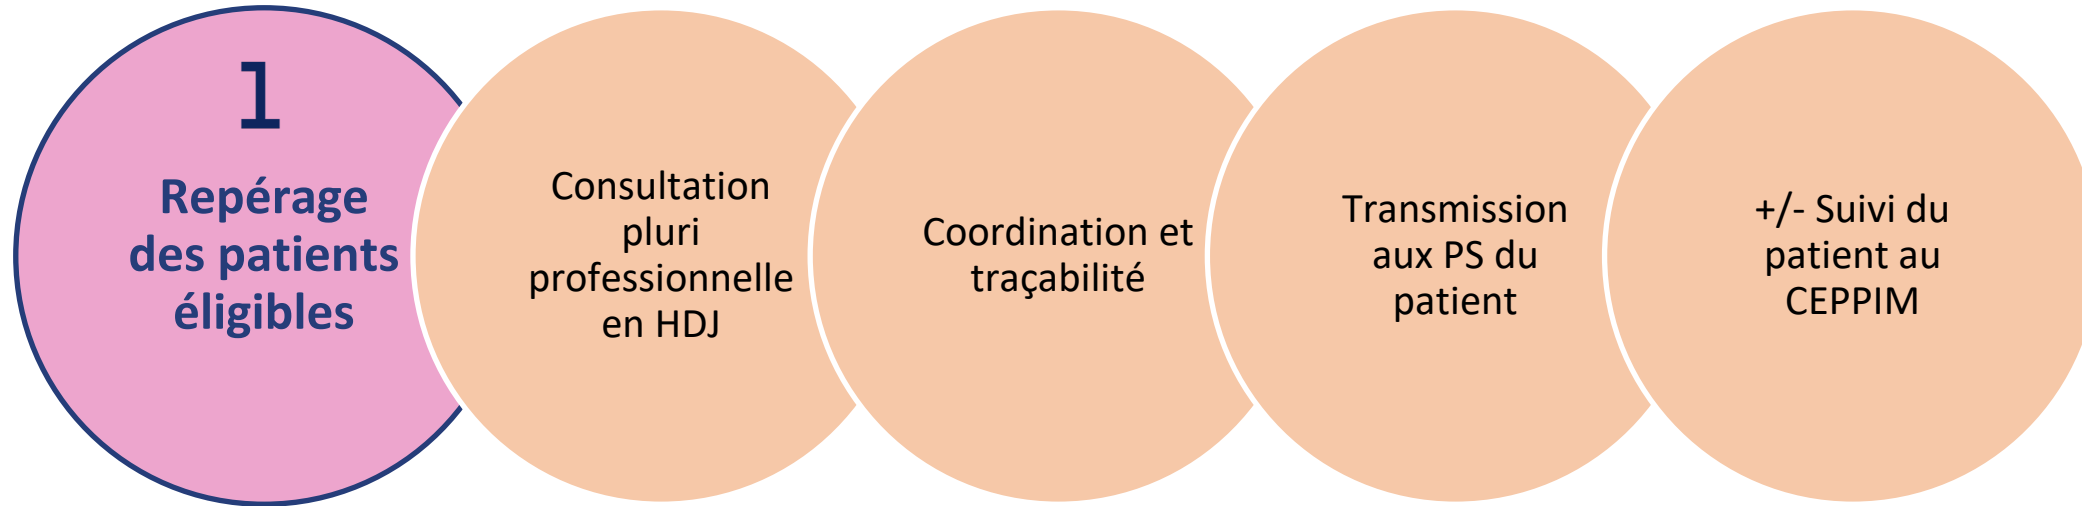 1
Repérage
des patients
éligibles
Consultation
pluri
professionnelle
en HDJ
Coordination et
traçabilité
Transmission
aux PS du
patient
+/- Suivi du
patient au
CEPPIM